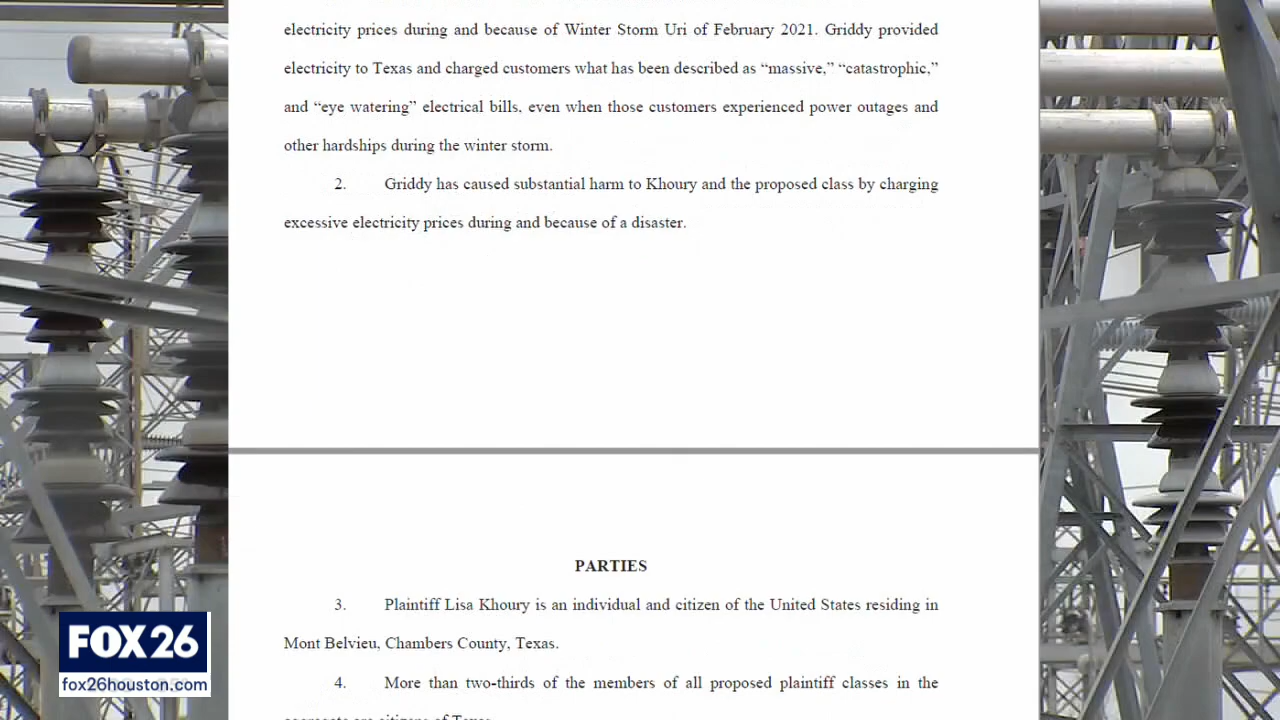 electricity prices during and because of Winter Storm Uri of February 2021. Griddy provided
electricity to Texas and charged customers what has been described as “massive,” “catastrophic,”
and “eye watering” electrical bills, even when those customers experienced power outages and
other hardships during the winter storm.
2. Griddy has caused substantial harm to Khoury and the proposed class by charging
excessive electricity prices during and because of a disaster.
PARTIES
3. Plaintiff Lisa Khoury is an individual and citizen of the United States residing in
Mont Belvieu, Chambers County, Texas.
4. More than two-thirds of the members of all proposed plaintiff classes in the
aggregate are citizens of Texas.
FOX 26
fox26houston.com